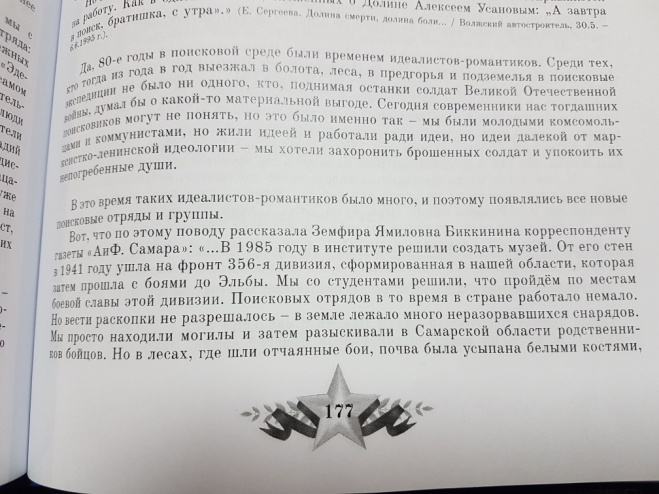 мы с
ряда:
жных
"Эде-
самом
тель-
люди
тели
адий
дис-
ца-
уже
на
ст,
их
на работу. Как в о о Долине Алексеем Усановым: „А завтра
в поиск, братишка, с утра".» (Е. Сергеева. Долина смерти, долина боли... / Волжский автостроитель, 30.5. –
6.6.1995 г.).
Да, 80-е годы в поисковой среде были временем идеалистов-романтиков. Среди тех,
кто тогда из года в год выезжал в болота, леса, в предгорья и подземелья в поисковые
экспедиции не было ни одного, кто, поднимая останки солдат Великой Отечественной
войны, думал бы о какой-то материальной выгоде. Сегодня современники нас тогдашних
поисковиков могут не понять, но это было именно так – мы были молодыми комсомоль-
цами и коммунистами, но жили идеей и работали ради идеи, но идеи далекой от мар-
ксистко-ленинской идеологии – мы хотели захоронить брошенных солдат и упокоить их
непогребенные души.
В это время таких идеалистов-романтиков было много, и поэтому появлялись все новые
поисковые отряды и группы.
Вот, что по этому поводу рассказала Земфира Ямиловна Биккинина корреспонденту
газеты «АиФ. Самара»: «...В 1985 году в институте решили создать музей. От его стен
в 1941 году ушла на фронт 356-я дивизия, сформированная в нашей области, которая
затем прошла с боями до Эльбы. Мы со студентами решили, что пройдём по местам
боевой славы этой дивизии. Поисковых отрядов в то время в стране работало немало.
Но вести раскопки не разрешалось – в земле лежало много неразорвавшихся снарядов.
Мы просто находили могилы и затем разыскивали в Самарской области родственни-
ков бойцов. Но в лесах, где шли отчаянные бои, почва была усыпана белыми костями,
177